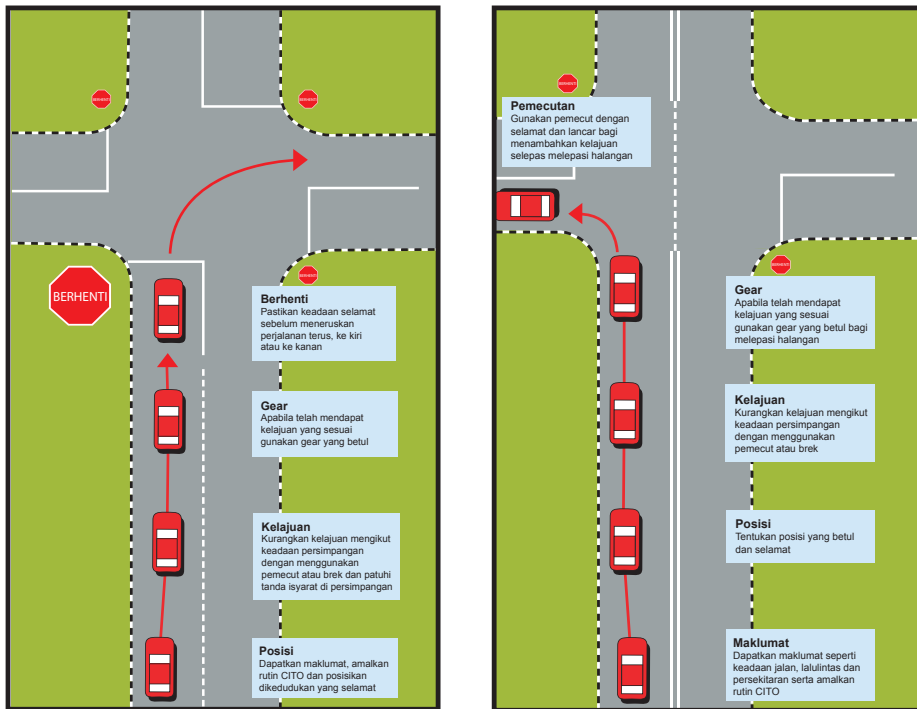 BERHENTI
BERHENTI
BERHENTI
BERHENTI
Berhenti
Pastikan keadaan selamat
sebelum meneruskan
perjalanan terus, ke kiri
atau ke kanan
Gear
Apabila telah mendapat
kelajuan yang sesuai
gunakan gear yang betul
Kelajuan
Kurangkan kelajuan mengikut
keadaan persimpangan
dengan menggunakan
pemecut atau brek dan patuhi
tanda isyarat di persimpangan
Posisi
Dapatkan maklumat, amalkan
rutin CITO dan posisikan
dikedudukan yang selamat
BERHENTI
Pemecutan
Gunakan pemecut dengan
selamat dan lancar bagi
menambahkan kelajuan
selepas melepasi halangan
BERHENTI
Gear
Apabila telah mendapat
kelajuan yang sesuai
gunakan gear yang betul bagi
melepasi halangan
Kelajuan
Kurangkan kelajuan mengikut
keadaan persimpangan
dengan menggunakan
pemecut atau brek
Posisi
Tentukan posisi yang betul
dan selamat
Maklumat
Dapatkan maklumat seperti
keadaan jalan, lalulintas dan
persekitaran serta amalkan
rutin CITO